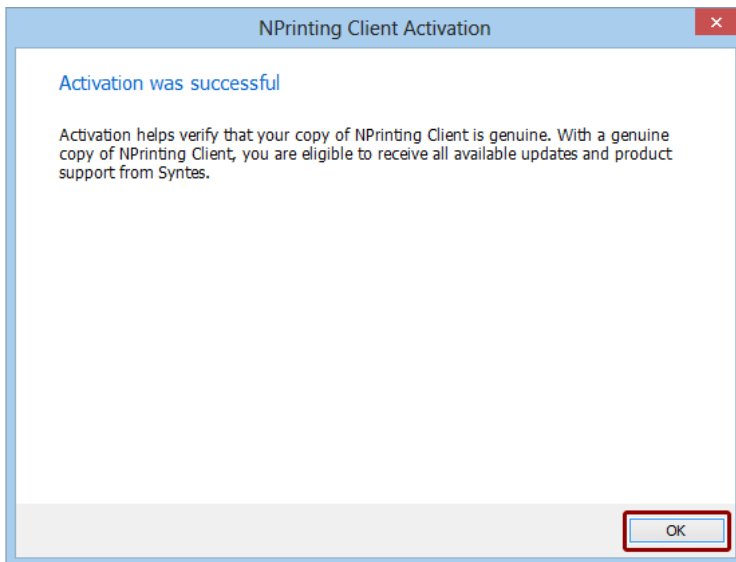 NPrinting Client Activation
Activation was successful
Activation helps verify that your copy of NPrinting Client is genuine. With a genuine
copy of NPrinting Client, you are eligible to receive all available updates and product
support from Syntes.
OK